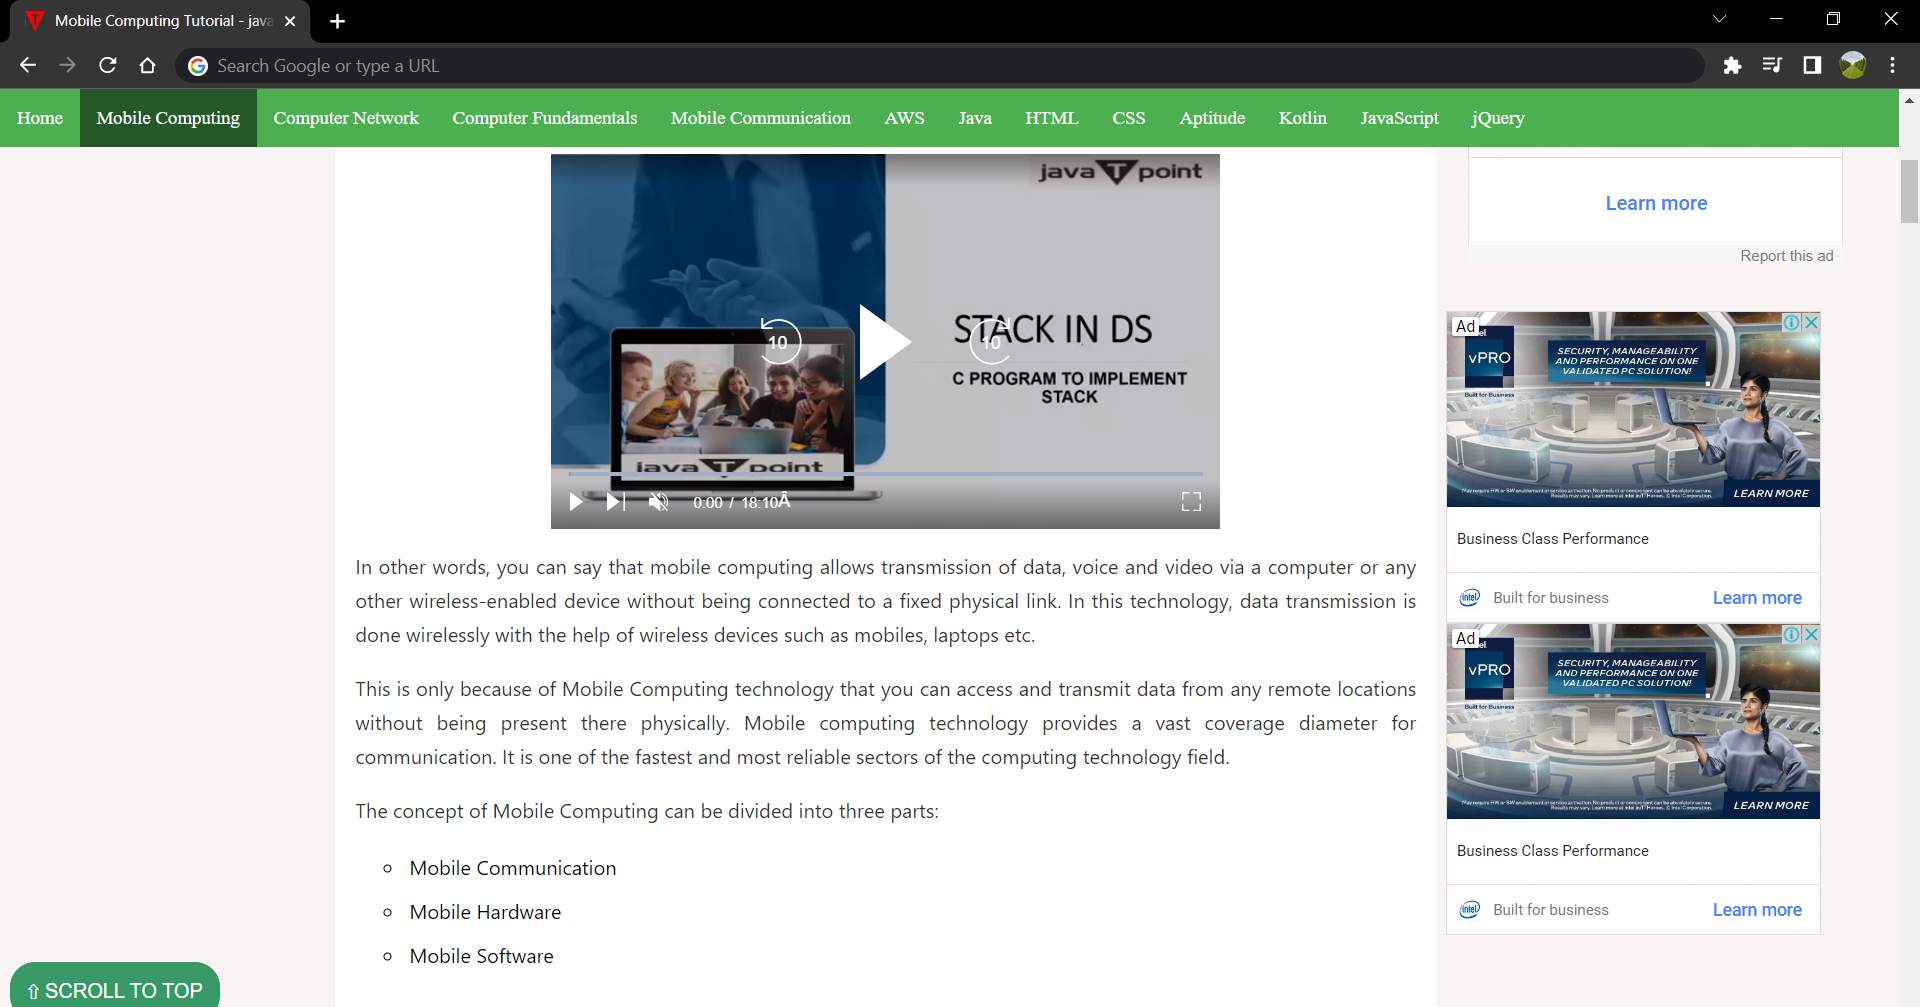 Mobile Computing Tutorial - java
Search Google or type a URL
Home Mobile Computing Computer Network Computer Fundamentals Mobile Communication AWS Java HTML CSS Aptitude Kotlin JavaScript jQuery
java T point
STACK IN DS
C PROGRAM TO IMPLEMENT
STACK
10
10
java T point
0:00 / 18:10Â
In other words, you can say that mobile computing allows transmission of data, voice and video via a computer or any
other wireless-enabled device without being connected to a fixed physical link. In this technology, data transmission is
done wirelessly with the help of wireless devices such as mobiles, laptops etc.
This is only because of Mobile Computing technology that you can access and transmit data from any remote locations
without being present there physically. Mobile computing technology provides a vast coverage diameter for
communication. It is one of the fastest and most reliable sectors of the computing technology field.
The concept of Mobile Computing can be divided into three parts:
Mobile Communication
Mobile Hardware
Mobile Software
⇧ SCROLL TO TOP
Learn more
Report this ad
Ad
vPRO
Built for Business
SECURITY, MANAGEABILITY
AND PERFORMANCE ON ONE
VALIDATED PC SOLUTION!
LEARN MORE
Business Class Performance
intel Built for business Learn more
Ad
vPRO
Built for Business
SECURITY, MANAGEABILITY
AND PERFORMANCE ON ONE
VALIDATED PC SOLUTION!
LEARN MORE
Business Class Performance
intel Built for business Learn more